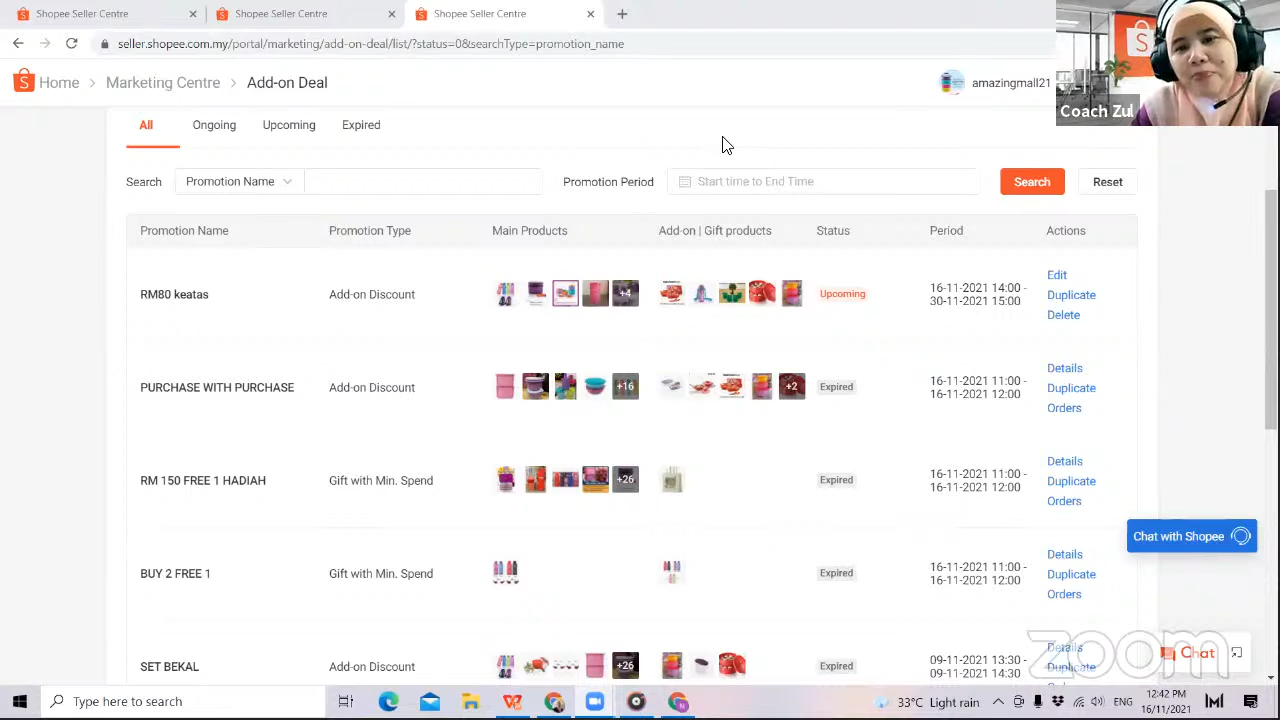 Shopee Seller Centre
Shopee Seller Centre
Shopee Seller Centre
seller.shopee.com.my/portal/marketing/add-on-deal/list/?status=0&searchType=promotion_name
Home > Marketing Centre > Add-on Deal
amazingmall21
Coach Zul
All Ongoing Upcoming Expired
Search Promotion Name Promotion Period Start time to End Time Search Reset
Promotion Name Promotion Type Main Products Add-on | Gift products Status Period Actions
RM80 keatas Add-on Discount +4 Upcoming 16-11-2021 14:00 -
30-11-2021 15:00
Edit
Duplicate
Delete
PURCHASE WITH PURCHASE Add-on Discount +16 +2 Expired 16-11-2021 11:00 -
16-11-2021 12:00
Details
Duplicate
Orders
RM 150 FREE 1 HADIAH Gift with Min. Spend +26 Expired 16-11-2021 11:00 -
16-11-2021 12:00
Details
Duplicate
Orders
Chat with Shopee
BUY 2 FREE 1 Gift with Min. Spend Expired 16-11-2021 11:00 -
16-11-2021 12:00
Details
Duplicate
Orders
SET BEKAL Add-on Discount +26 Expired 09-11-2021 13:30 -
09-11-2021 14:30
Details
Duplicate
zoom
Chat
Type here to search
33°C Light rain
ENG
12:42 PM
16/11/2021